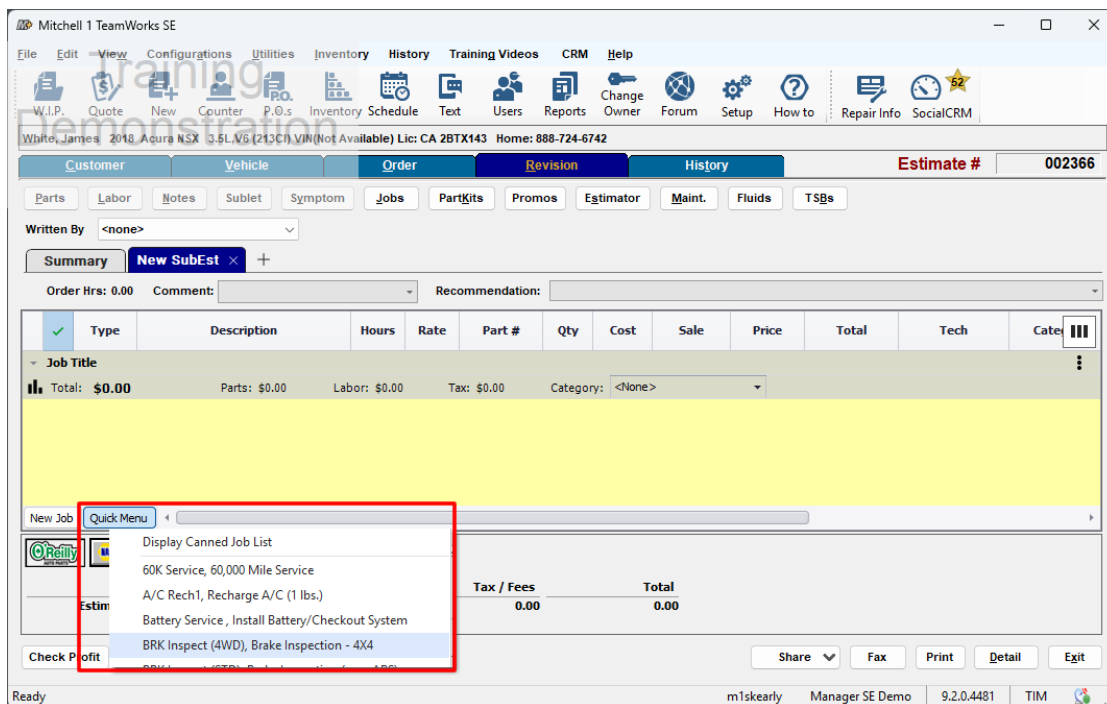 Mitchell 1 TeamWorks SE
File Edit View Configurations Utilities Inventory History Training Videos CRM Help
Training
W.I.P. Quote New Counter P.O.s Inventory Schedule Text Users Reports Change Owner Forum Setup How to Repair Info SocialCRM 52
Demonstration
White, James 2018 Acura NSX 3.5L, V6 (213CI) VIN(Not Available) Lic: CA 2BTX143 Home: 888-724-6742
Customer Vehicle Order Revision History Estimate # 002366
Parts Labor Notes Sublet Symptom Jobs PartKits Promos Estimator Maint. Fluids TSBs
Written By <none>
Summary New SubEst × +
Order Hrs: 0.00 Comment: Recommendation:
Type Description Hours Rate Part # Qty Cost Sale Price Total Tech
Job Title
Total: $0.00 Parts: $0.00 Labor: $0.00 Tax: $0.00 Category: <None>
New Job Quick Menu
O'Reilly
AUTO PARTS
Display Canned Job List
60K Service, 60,000 Mile Service
A/C Rech1, Recharge A/C (1 lbs.)
Battery Service , Install Battery/Checkout System
BRK Inspect (4WD), Brake Inspection - 4X4
Tax / Fees Total
0.00 0.00
Check Profit Share Fax Print Detail Exit
Ready m1skearly Manager SE Demo 9.2.0.4481 TIM